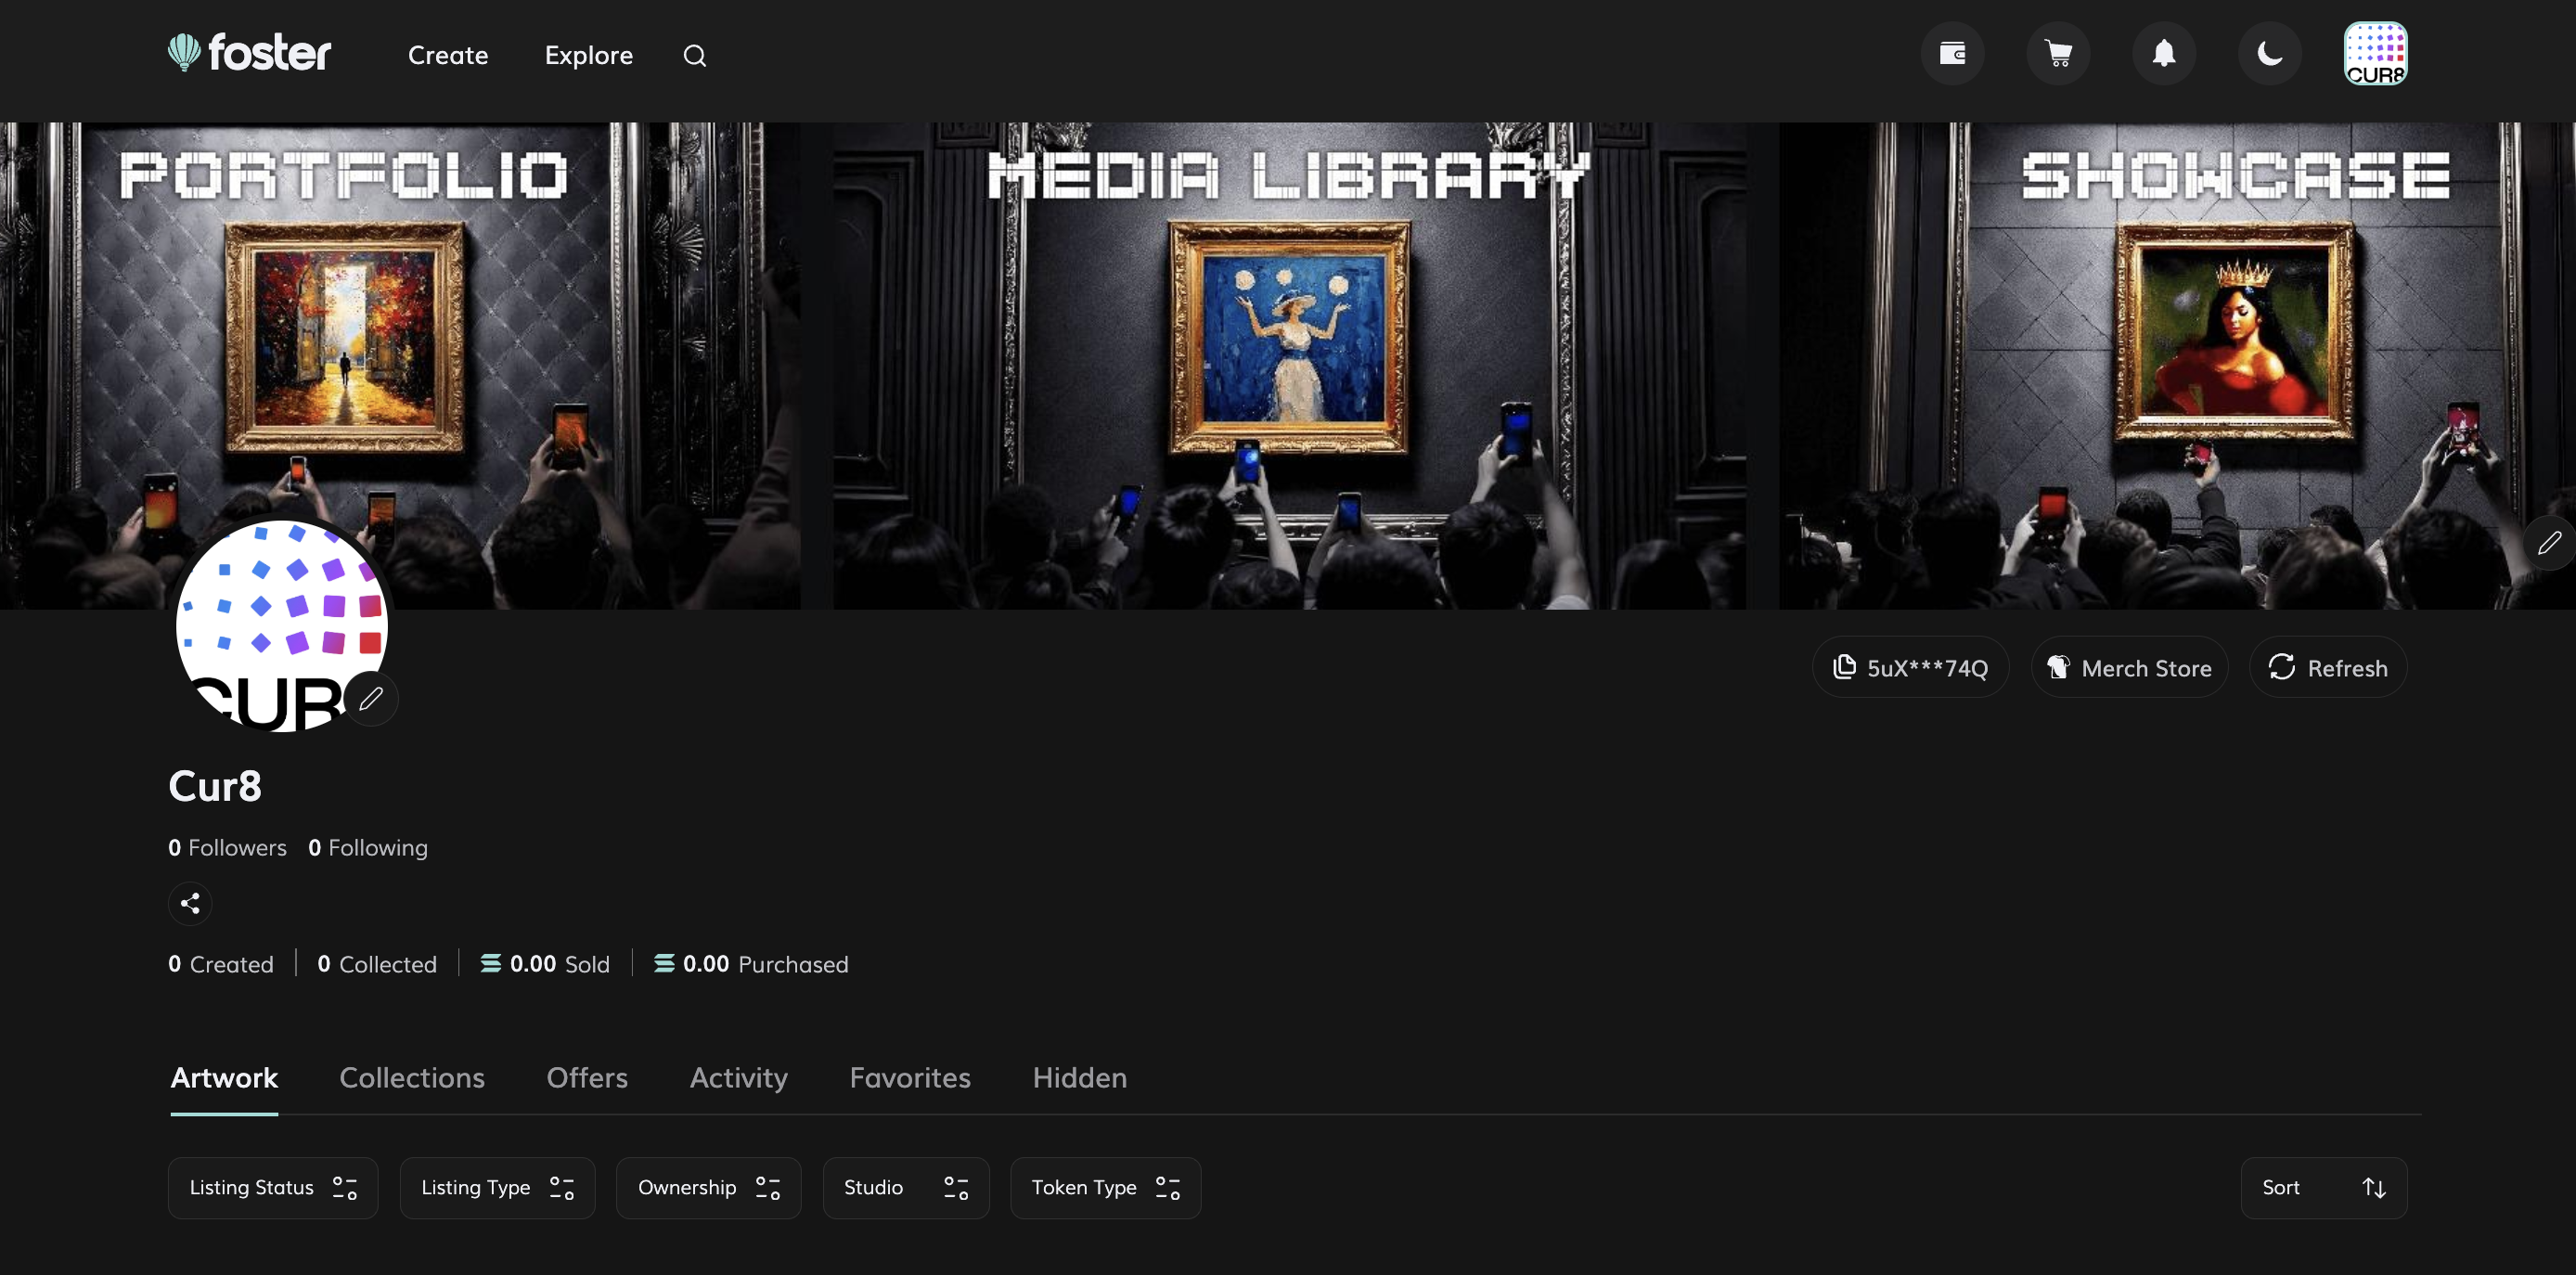 foster Create Explore
CUR8
PORTFOLIO
MEDIA LIBRARY
SHOWCASE
CUR
5uX***74Q Merch Store Refresh
Cur8
0 Followers 0 Following
0 Created 0 Collected 0.00 Sold 0.00 Purchased
Artwork Collections Offers Activity Favorites Hidden
Listing Status Listing Type Ownership Studio Token Type Sort